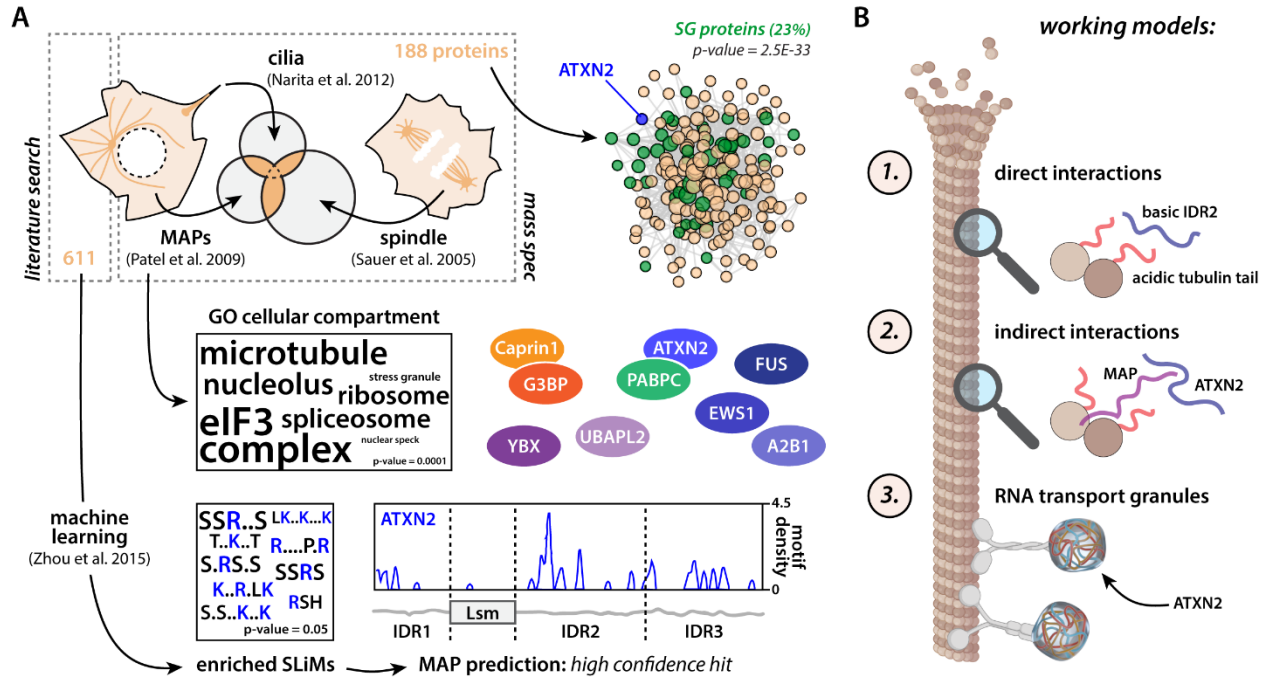 A
literature search
611
188 proteins
cilia
(Narita et al. 2012)
MAPs
(Patel et al. 2009)
spindle
(Sauer et al. 2005)
mass spec
SG proteins (23%)
p-value = 2.5E-33
ATXN2
GO cellular compartment
microtubule
nucleolus
stress granule
ribosome
eIF3
spliceosome
nuclear speck
complex
p-value = 0.0001
Caprin1
G3BP
ATXN2
PABPC
FUS
EWS1
YBX
UBAPL2
A2B1
machine
learning
(Zhou et al. 2015)
SSR..S
LK..K...K
T..K..T
R....P.R
S.RS.S
SSRS
K..R.LK
RSH
S.S..K..K
p-value = 0.05
enriched SLiMs
ATXN2
4.5
motif
density
0
IDR1
Lsm
IDR2
IDR3
MAP prediction: high confidence hit
B
working models:
1.
direct interactions
basic IDR2
acidic tubulin tail
2.
indirect interactions
MAP
ATXN2
3.
RNA transport granules
ATXN2